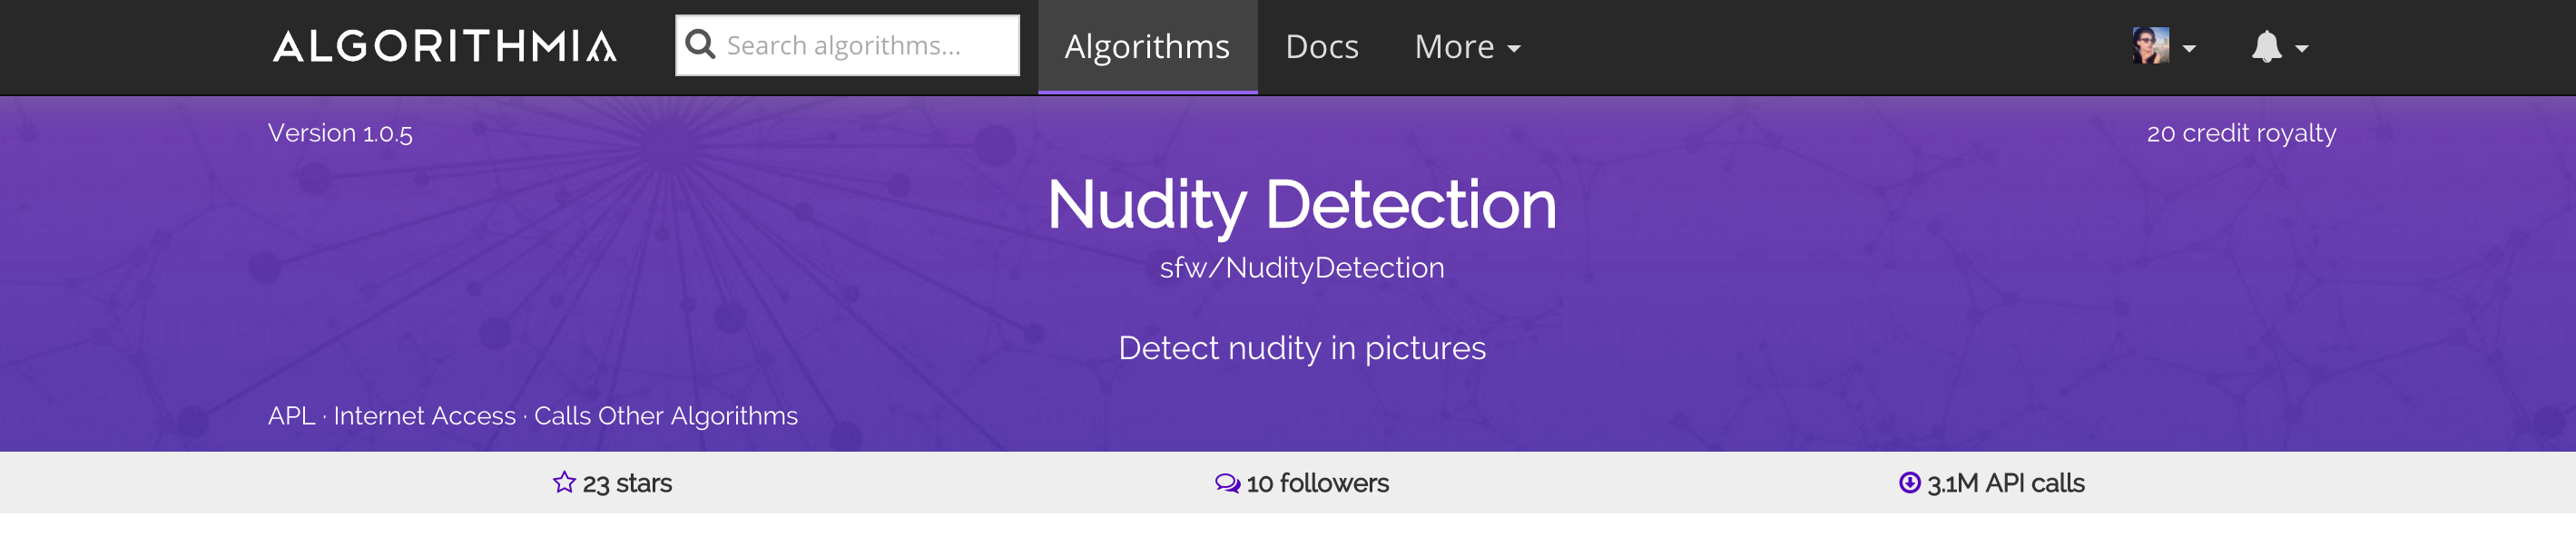 ALGORITHMIA
Search algorithms...
Algorithms
Docs
More
Version 1.0.5
20 credit royalty
Nudity Detection
sfw/NudityDetection
Detect nudity in pictures
APL · Internet Access · Calls Other Algorithms
23 stars
10 followers
3.1M API calls